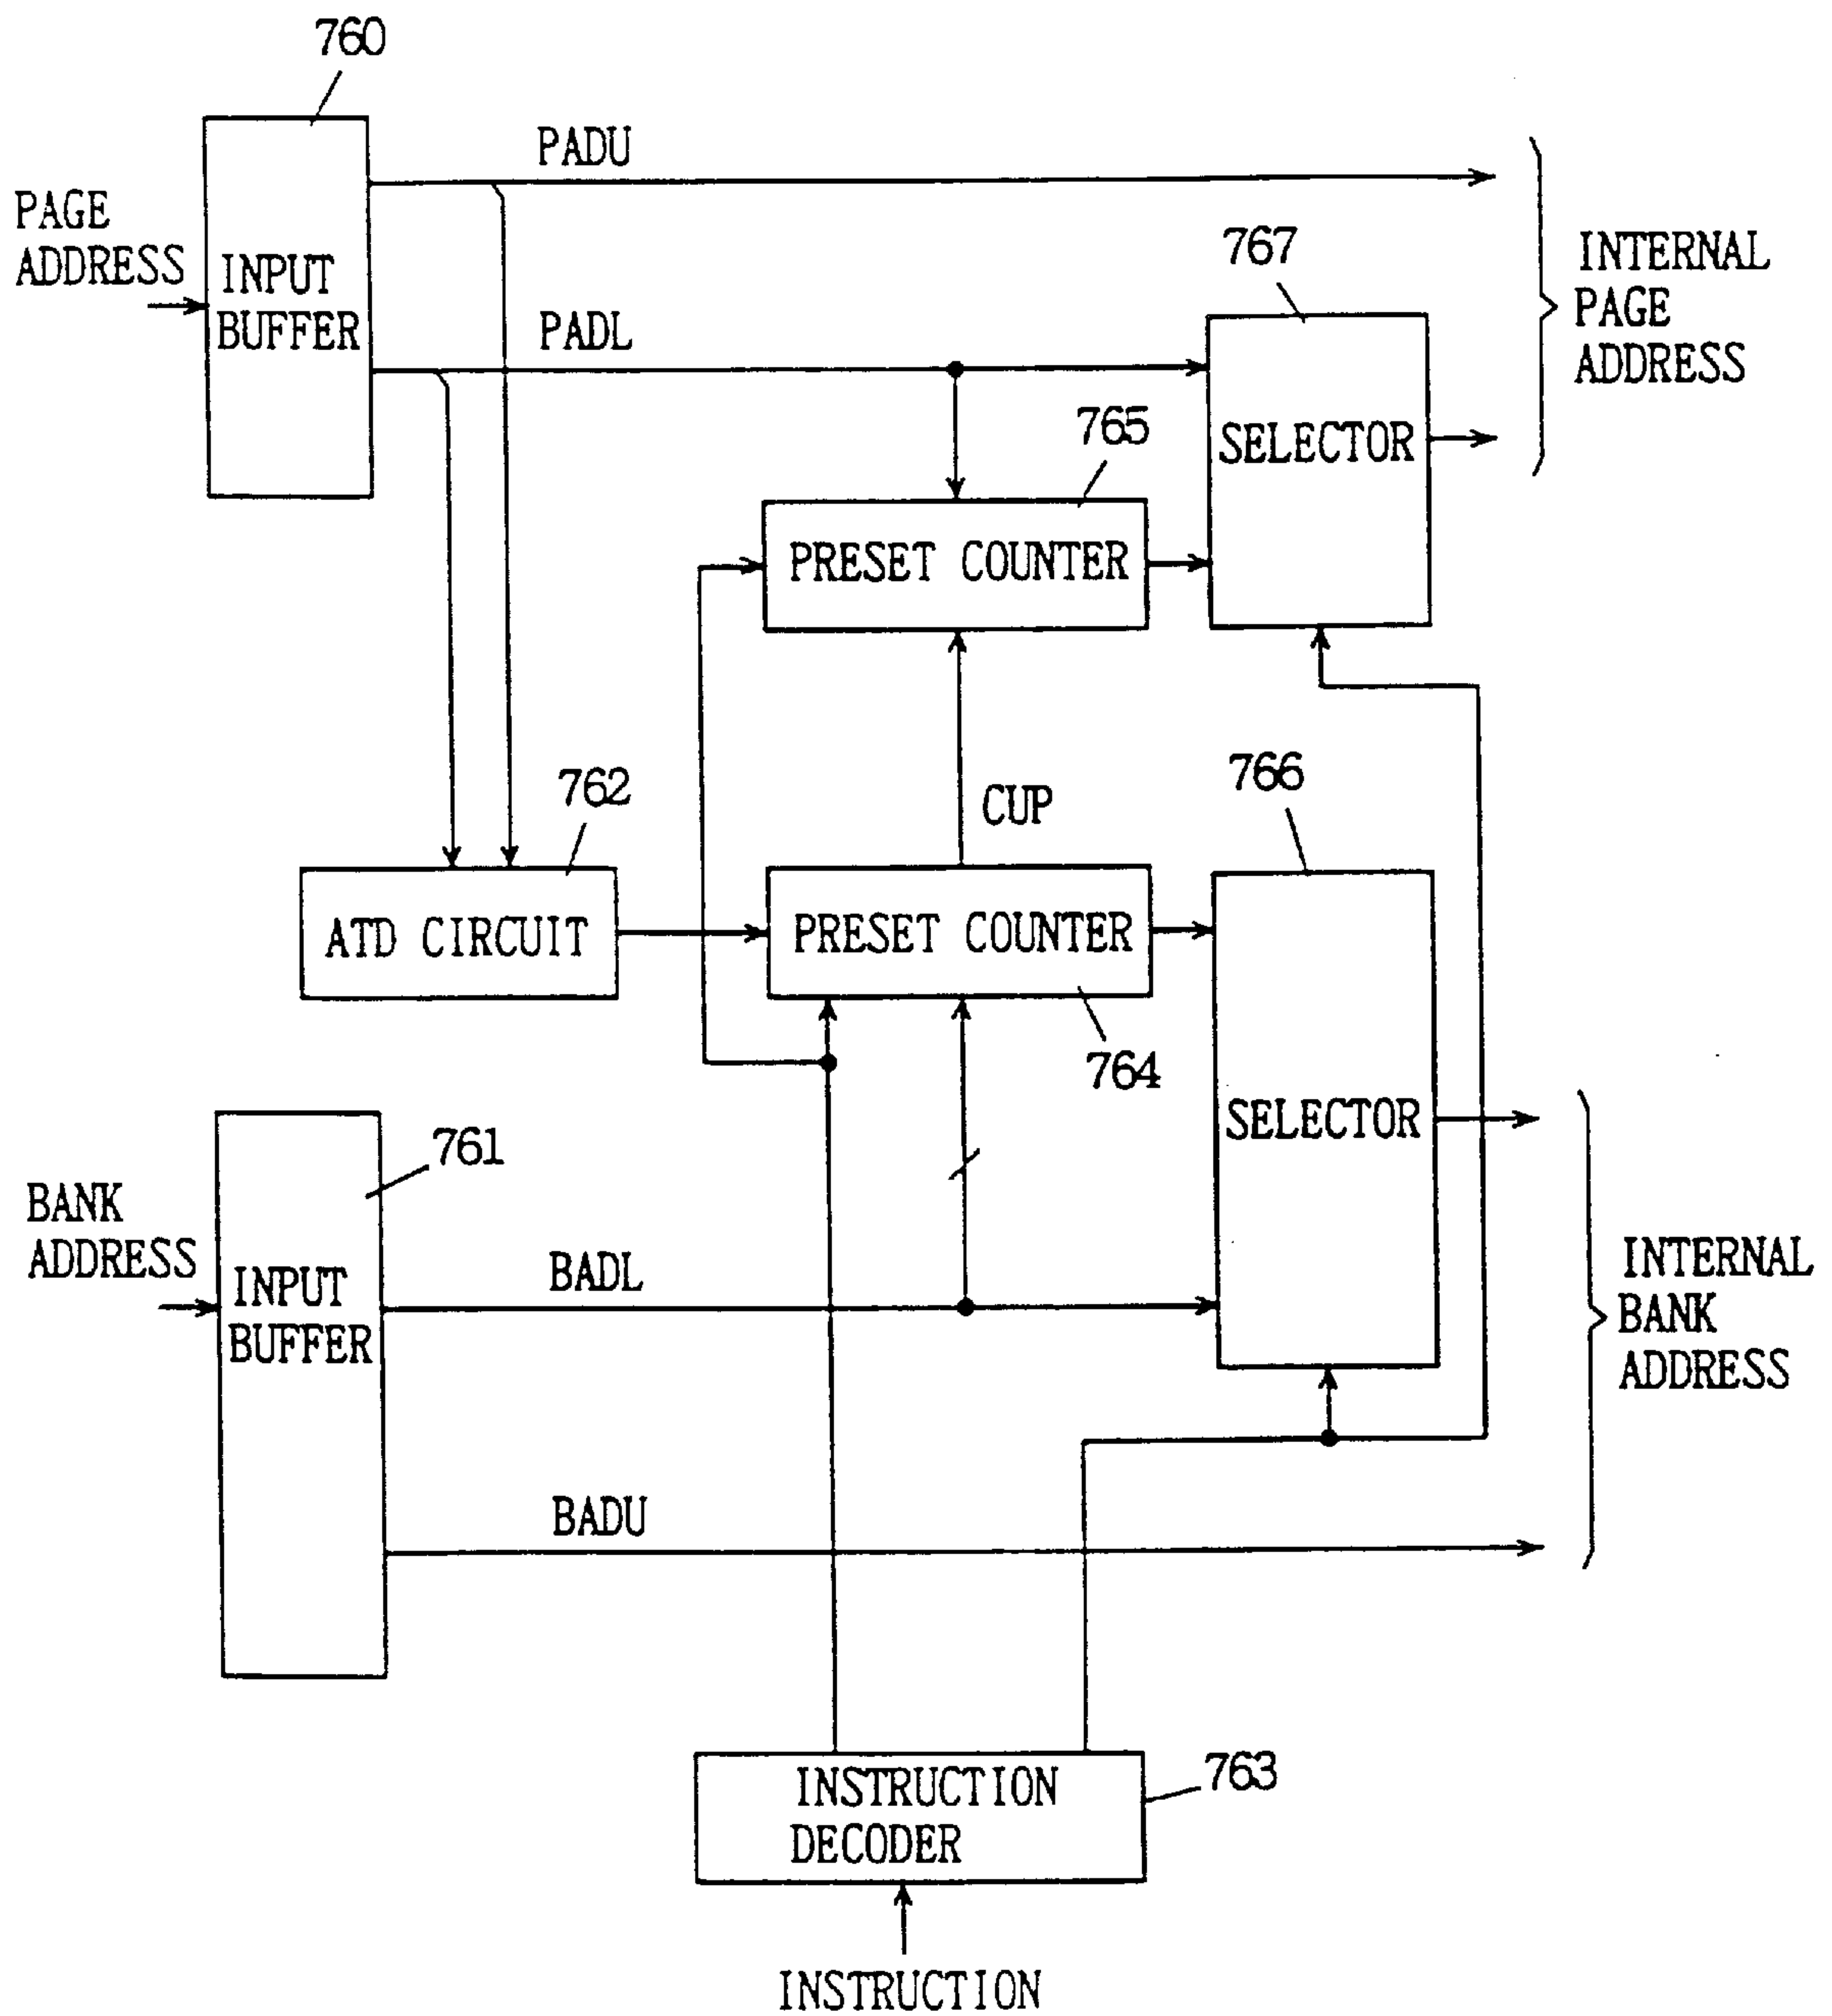 760
PADU
PAGE
ADDRESS
INPUT
BUFFER
767
INTERNAL
PAGE
ADDRESS
PADL
765
SELECTOR
PRESET COUNTER
762
CUP
766
ATD CIRCUIT
PRESET COUNTER
764
SELECTOR
761
BANK
ADDRESS
INPUT
BUFFER
BADL
INTERNAL
BANK
ADDRESS
BADU
INSTRUCTION
DECODER
763
INSTRUCTION